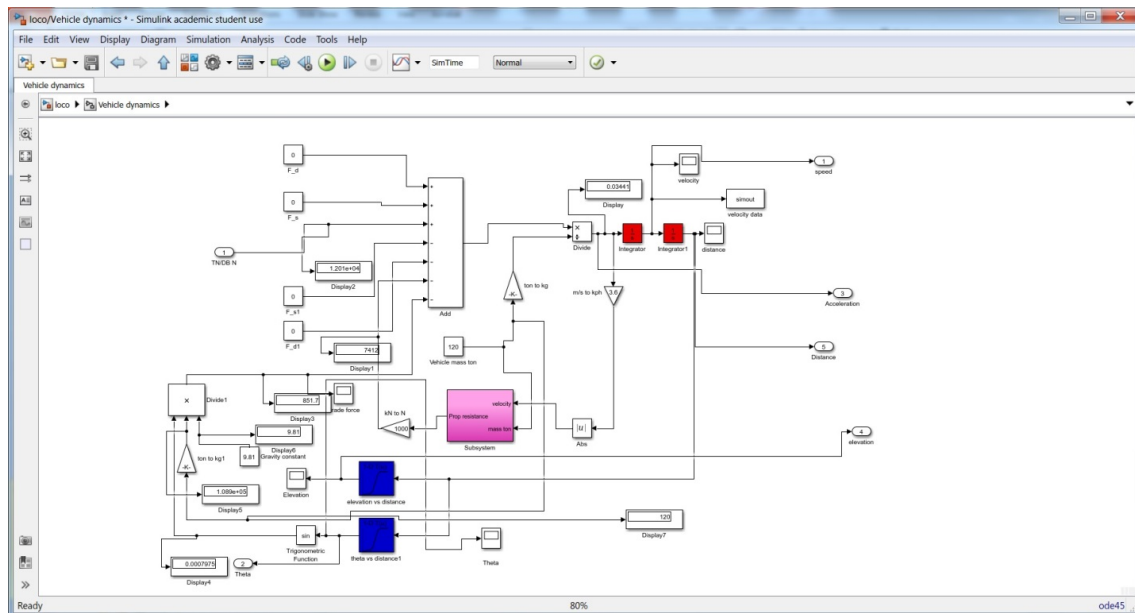 loco/Vehicle dynamics * - Simulink academic student use
File Edit View Display Diagram Simulation Analysis Code Tools Help
SimTime
Normal
Vehicle dynamics
loco Vehicle dynamics
0
F_d
0
F_s
1
TN/DB N
1.201e+04
Display2
0
F_s1
0
F_d1
7412
Display1
Add
0.03441
Display
velocity
1
speed
simout
velocity data
Divide
Integrator
Integrator1
distance
-K-
ton to kg
m/s to kph
3.6
3
Acceleration
5
Distance
120
Vehicle mass ton
Divide1
851.7
Display3
rade force
kN to N
1000
velocity
Prop resistance
mass ton
Subsystem
|u|
Abs
9.81
Display6
9.81
Gravity constant
-K-
ton to kg1
4
elevation
Elevation
elevation vs distance
1.089e+05
Display5
120
Display7
sin
Trigonometric
Function
theta vs distance1
Theta
0.0007975
Display4
2
Theta
Ready
80%
ode45